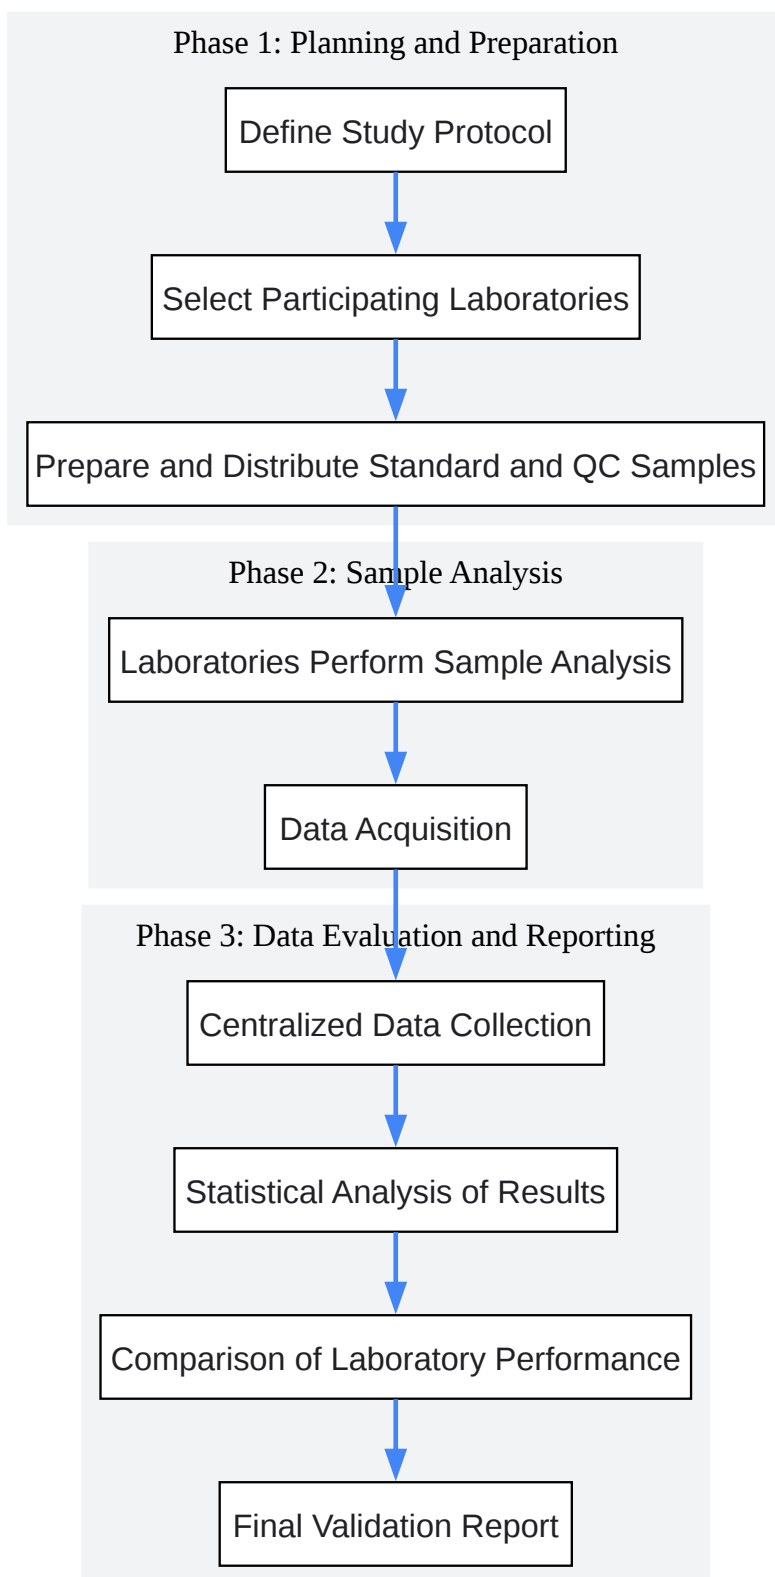 Phase 1: Planning and Preparation
Define Study Protocol
Select Participating Laboratories
Prepare and Distribute Standard and QC Samples
Phase 2: Sample Analysis
Laboratories Perform Sample Analysis
Data Acquisition
Phase 3: Data Evaluation and Reporting
Centralized Data Collection
Statistical Analysis of Results
Comparison of Laboratory Performance
Final Validation Report